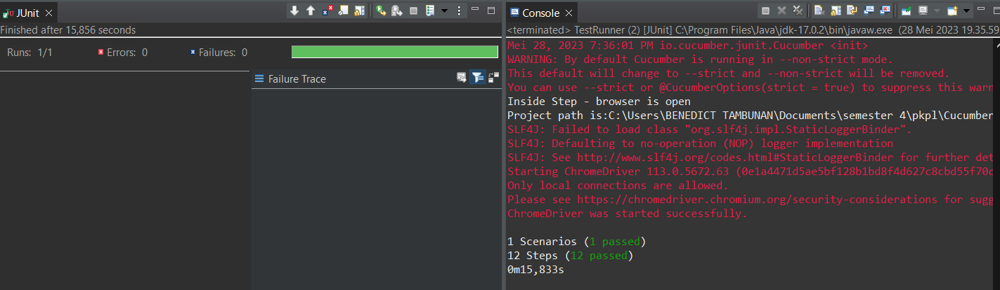 JUnit
Finished after 15,856 seconds
Runs: 1/1
Errors: 0
Failures: 0
Failure Trace
Console
<terminated> TestRunner (2) [JUnit] C:\Program Files\Java\jdk-17.0.2\bin\javaw.exe (28 Mei 2023 19.35.59
Mei 28, 2023 7:36:01 PM io.cucumber.junit.Cucumber <init>
WARNING: By default Cucumber is running in --non-strict mode.
This default will change to --strict and --non-strict will be removed.
You can use --strict or @CucumberOptions(strict = true) to suppress this warn
Inside Step - browser is open
Project path is:C:\Users\BENEDICT TAMBUNAN\Documents\semester 4\pkpl\Cucumber
SLF4J: Failed to load class "org.slf4j.impl.StaticLoggerBinder".
SLF4J: Defaulting to no-operation (NOP) logger implementation
SLF4J: See http://www.slf4j.org/codes.html#StaticLoggerBinder for further det
Starting ChromeDriver 113.0.5672.63 (0e1a4471d5ae5bf128b1bd8f4d627c8cbd55f70c
Only local connections are allowed.
Please see https://chromedriver.chromium.org/security-considerations for sugg
ChromeDriver was started successfully.
1 Scenarios (1 passed)
12 Steps (12 passed)
0m15,833s